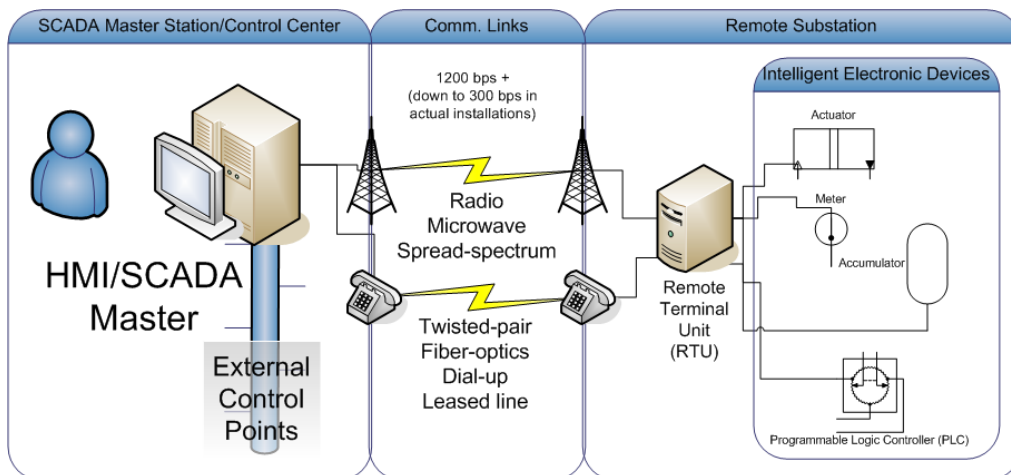 SCADA Master Station/Control Center
Comm. Links
Remote Substation
1200 bps +
(down to 300 bps in
actual installations)
Intelligent Electronic Devices
Actuator
Meter
Accumulator
Radio
Microwave
Spread-spectrum
HMI/SCADA
Master
External
Control
Points
Twisted-pair
Fiber-optics
Dial-up
Leased line
Remote
Terminal
Unit
(RTU)
Programmable Logic Controller (PLC)